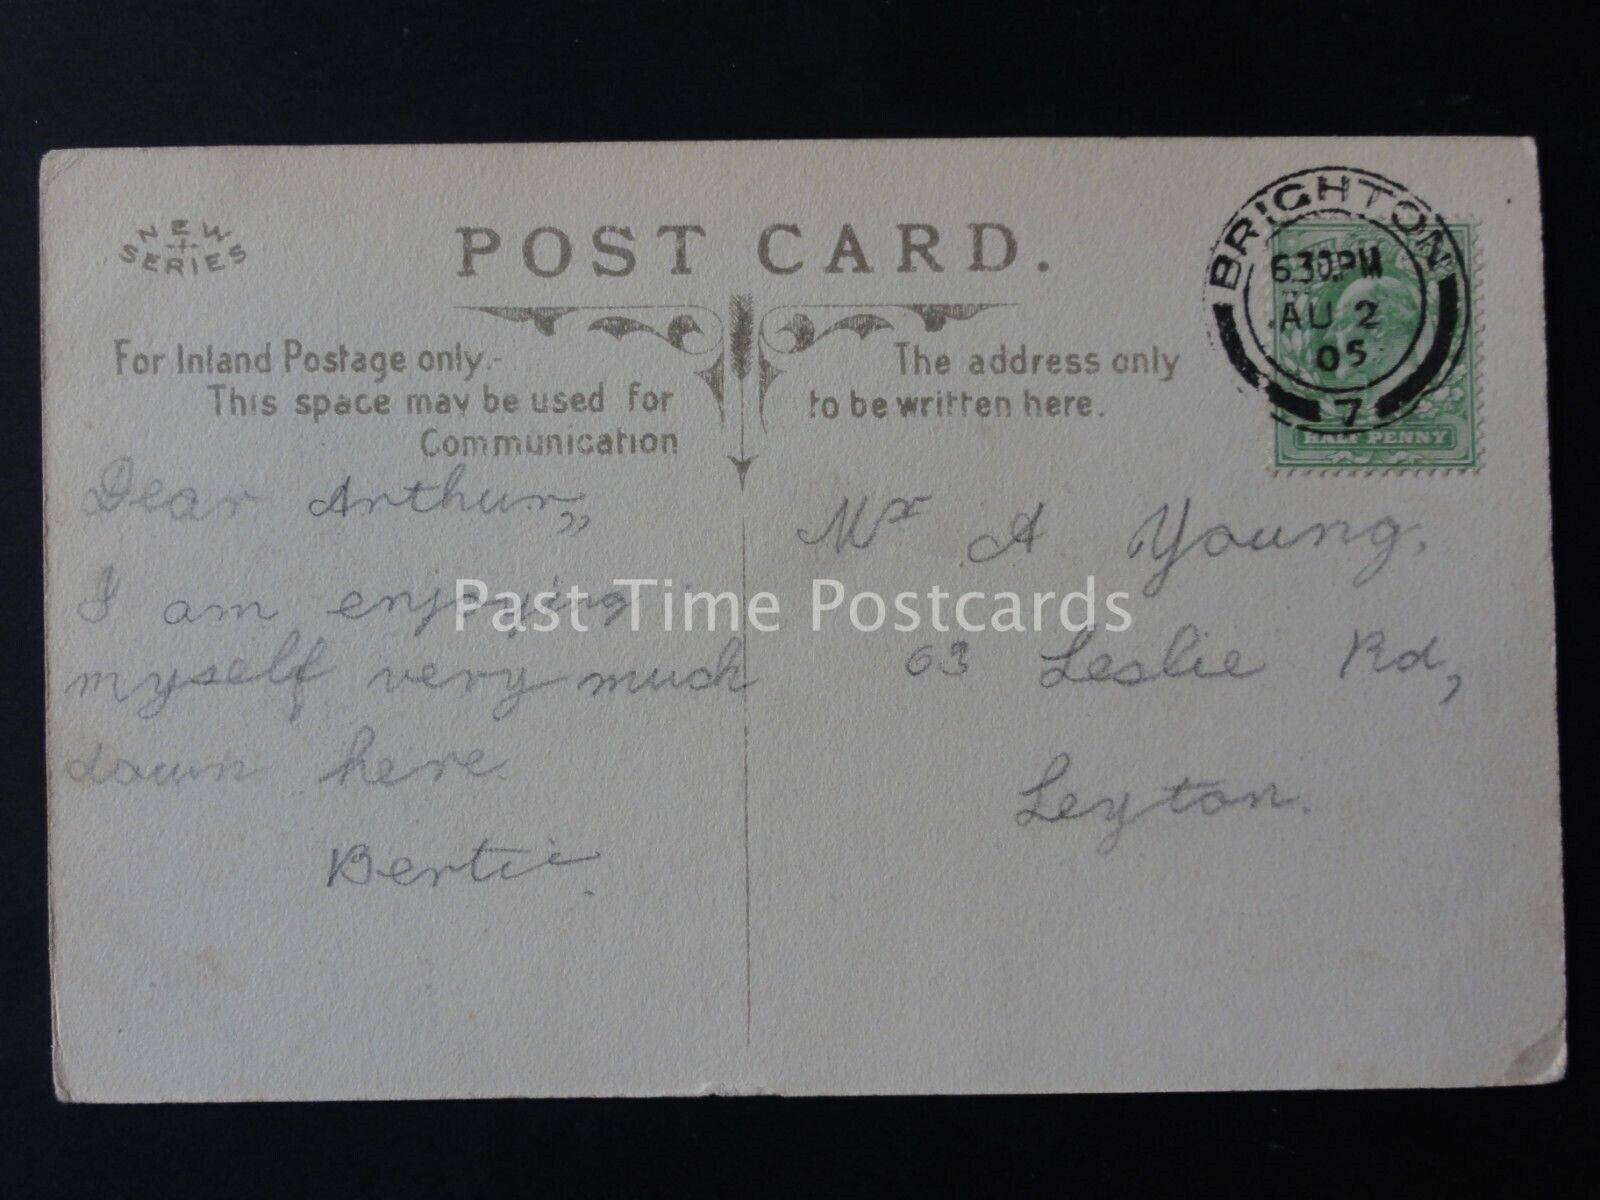 NEW
SERIES
POST CARD.
For Inland Postage only.-
This space may be used for
Communication
The address only
to be written here.
BRIGHTON
6.30.PM
AU 2
05
7
HALF PENNY
Dear Arthur,,
I am enjoying
myself very much
down here.
Bertie.
Mr A Young.
63 Leslie Rd,
Leyton.
Past Time Postcards